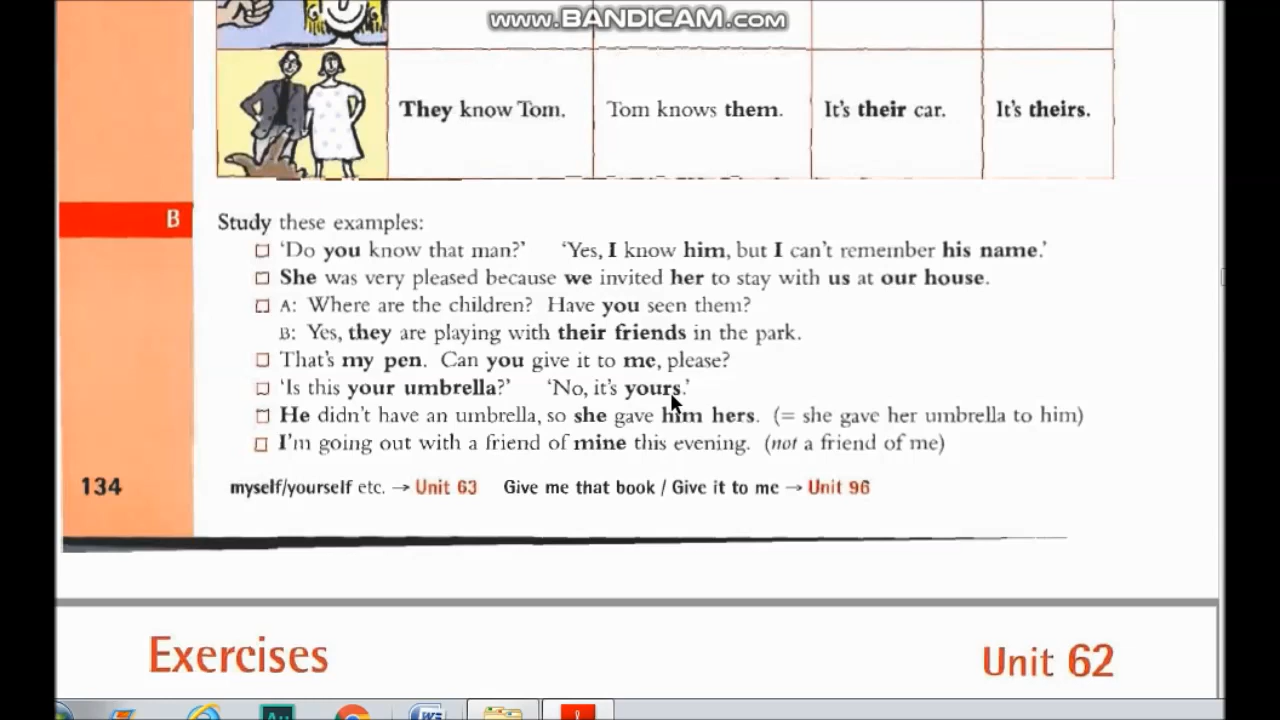 www.BANDICAM.com
They know Tom. Tom knows them. It's their car. It's theirs.
B
Study these examples:
'Do you know that man?' 'Yes, I know him, but I can't remember his name.'
She was very pleased because we invited her to stay with us at our house.
A: Where are the children? Have you seen them?
B: Yes, they are playing with their friends in the park.
That's my pen. Can you give it to me, please?
'Is this your umbrella?' 'No, it's yours.'
He didn't have an umbrella, so she gave him hers. (= she gave her umbrella to him)
I'm going out with a friend of mine this evening. (not a friend of me)
134 myself/yourself etc. → Unit 63 Give me that book / Give it to me → Unit 96
Exercises Unit 62